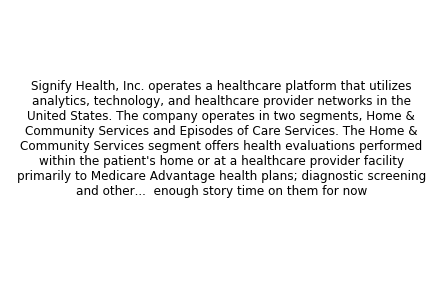 Signify Health, Inc. operates a healthcare platform that utilizes
analytics, technology, and healthcare provider networks in the
United States. The company operates in two segments, Home &
Community Services and Episodes of Care Services. The Home &
Community Services segment offers health evaluations performed
within the patient's home or at a healthcare provider facility
primarily to Medicare Advantage health plans; diagnostic screening
and other...  enough story time on them for now